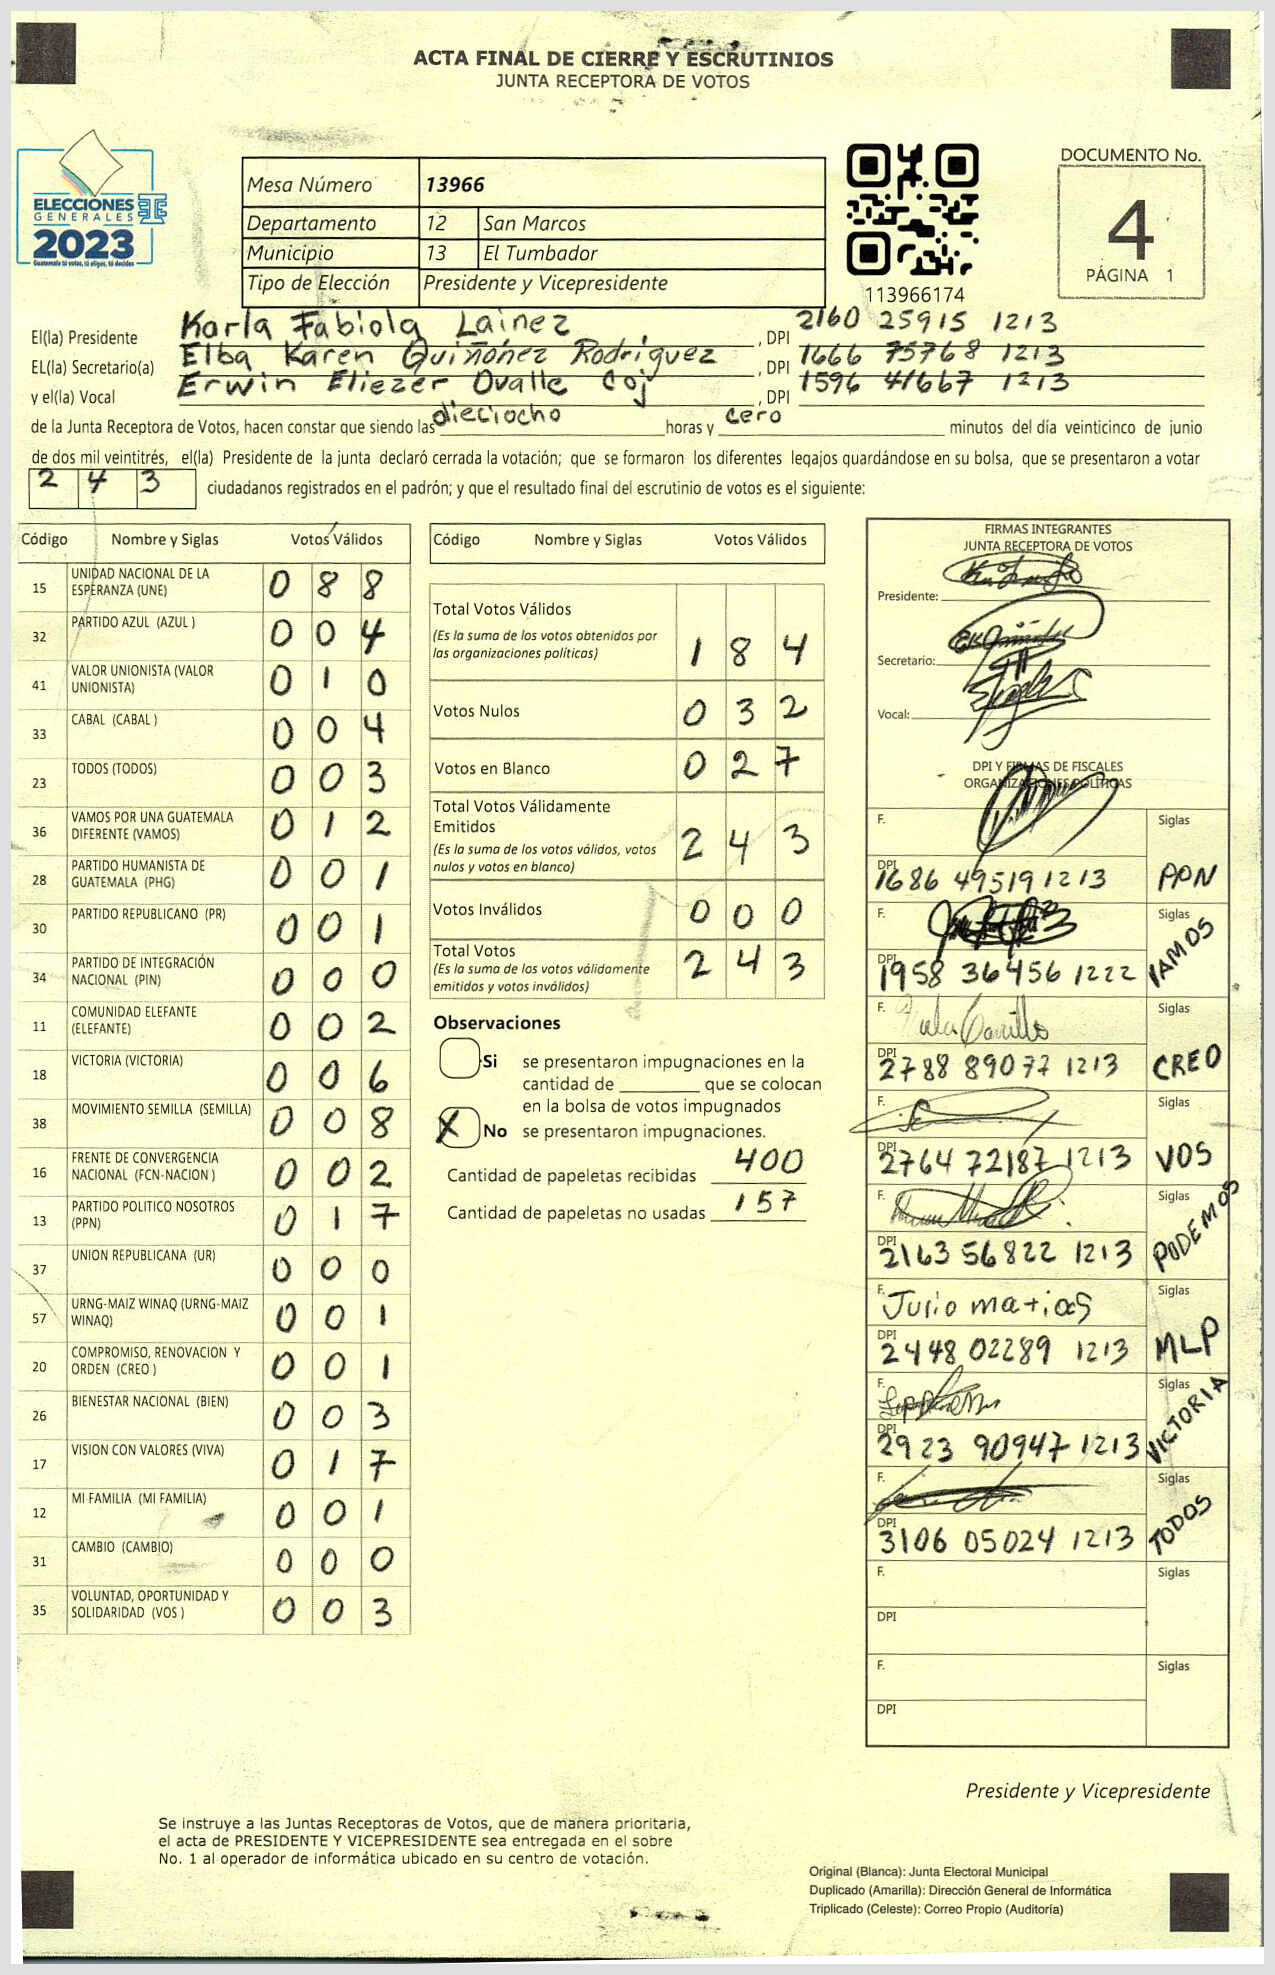 ACTA FINAL DE CIERRE Y ESCRUTINIOS
JUNTA RECEPTORA DE VOTOS
ELECCIONES
GENERALES
2023
Guatemala tú votas, tú eliges, tú decides
Mesa Número 13966
Departamento 12 San Marcos
Municipio 13 El Tumbador
Tipo de Elección Presidente y Vicepresidente
113966174
DOCUMENTO No.
4
PÁGINA 1
El(la) Presidente Karla Fabiola Lainez , DPI 2160 25915 1213
EL(la) Secretario(a) Elba Karen Quiñónez Rodríguez , DPI 1666 75768 1213
y el(la) Vocal Erwin Eliezer Ovalle Coj , DPI 1596 41667 1213
de la Junta Receptora de Votos, hacen constar que siendo las dieciocho horas y cero minutos del día veinticinco de junio
de dos mil veintitrés, el(la) Presidente de la junta declaró cerrada la votación; que se formaron los diferentes legajos guardándose en su bolsa, que se presentaron a votar
2 4 3 ciudadanos registrados en el padrón; y que el resultado final del escrutinio de votos es el siguiente:
Código Nombre y Siglas Votos Válidos
15 UNIDAD NACIONAL DE LA ESPERANZA (UNE) 0 8 8
32 PARTIDO AZUL (AZUL ) 0 0 4
41 VALOR UNIONISTA (VALOR UNIONISTA) 0 1 0
33 CABAL (CABAL ) 0 0 4
23 TODOS (TODOS) 0 0 3
36 VAMOS POR UNA GUATEMALA DIFERENTE (VAMOS) 0 1 2
28 PARTIDO HUMANISTA DE GUATEMALA (PHG) 0 0 1
30 PARTIDO REPUBLICANO (PR) 0 0 1
34 PARTIDO DE INTEGRACIÓN NACIONAL (PIN) 0 0 0
11 COMUNIDAD ELEFANTE (ELEFANTE) 0 0 2
18 VICTORIA (VICTORIA) 0 0 6
38 MOVIMIENTO SEMILLA (SEMILLA) 0 0 8
16 FRENTE DE CONVERGENCIA NACIONAL (FCN-NACION ) 0 0 2
13 PARTIDO POLITICO NOSOTROS (PPN) 0 1 7
37 UNION REPUBLICANA (UR) 0 0 0
57 URNG-MAIZ WINAQ (URNG-MAIZ WINAQ) 0 0 1
20 COMPROMISO, RENOVACION Y ORDEN (CREO ) 0 0 1
26 BIENESTAR NACIONAL (BIEN) 0 0 3
17 VISION CON VALORES (VIVA) 0 1 7
12 MI FAMILIA (MI FAMILIA) 0 0 1
31 CAMBIO (CAMBIO) 0 0 0
35 VOLUNTAD, OPORTUNIDAD Y SOLIDARIDAD (VOS ) 0 0 3
Código Nombre y Siglas Votos Válidos
Total Votos Válidos
(Es la suma de los votos obtenidos por
las organizaciones políticas) 1 8 4
Votos Nulos 0 3 2
Votos en Blanco 0 2 7
Total Votos Válidamente
Emitidos
(Es la suma de los votos válidos, votos
nulos y votos en blanco) 2 4 3
Votos Inválidos 0 0 0
Total Votos
(Es la suma de los votos válidamente
emitidos y votos inválidos) 2 4 3
Observaciones
Si se presentaron impugnaciones en la
cantidad de ________ que se colocan
en la bolsa de votos impugnados
X No se presentaron impugnaciones.
Cantidad de papeletas recibidas 400
Cantidad de papeletas no usadas 157
FIRMAS INTEGRANTES
JUNTA RECEPTORA DE VOTOS
Presidente:
Secretario:
Vocal:
DPI Y FIRMAS DE FISCALES
ORGANIZACIONES POLÍTICAS
F. Siglas
DPI 1686 49519 1213 PPN
F. Siglas
DPI 1958 36456 1222 VAMOS
F. Siglas
DPI 2788 89077 1213 CREO
F. Siglas
DPI 2764 72187 1213 VOS
F. Siglas
DPI 2163 56822 1213 PODEMOS
F. Julio matias Siglas
DPI 2448 02289 1213 MLP
F. Siglas
DPI 2923 90947 1213 VICTORIA
F. Siglas
DPI 3106 05024 1213 TODOS
F. Siglas
DPI
F. Siglas
DPI
Presidente y Vicepresidente
Se instruye a las Juntas Receptoras de Votos, que de manera prioritaria,
el acta de PRESIDENTE Y VICEPRESIDENTE sea entregada en el sobre
No. 1 al operador de informática ubicado en su centro de votación.
Original (Blanca): Junta Electoral Municipal
Duplicado (Amarilla): Dirección General de Informática
Triplicado (Celeste): Correo Propio (Auditoría)